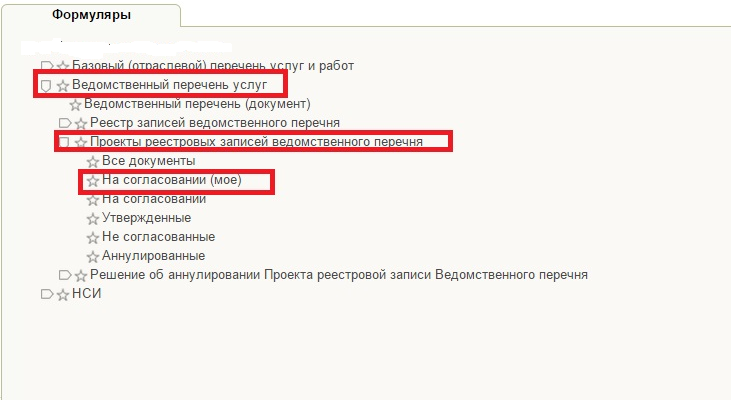 Формуляры
Базовый (отраслевой) перечень услуг и работ
Ведомственный перечень услуг
Ведомственный перечень (документ)
Реестр записей ведомственного перечня
Проекты реестровых записей ведомственного перечня
Все документы
На согласовании (мое)
На согласовании
Утвержденные
Не согласованные
Аннулированные
Решение об аннулировании Проекта реестровой записи Ведомственного перечня
НСИ